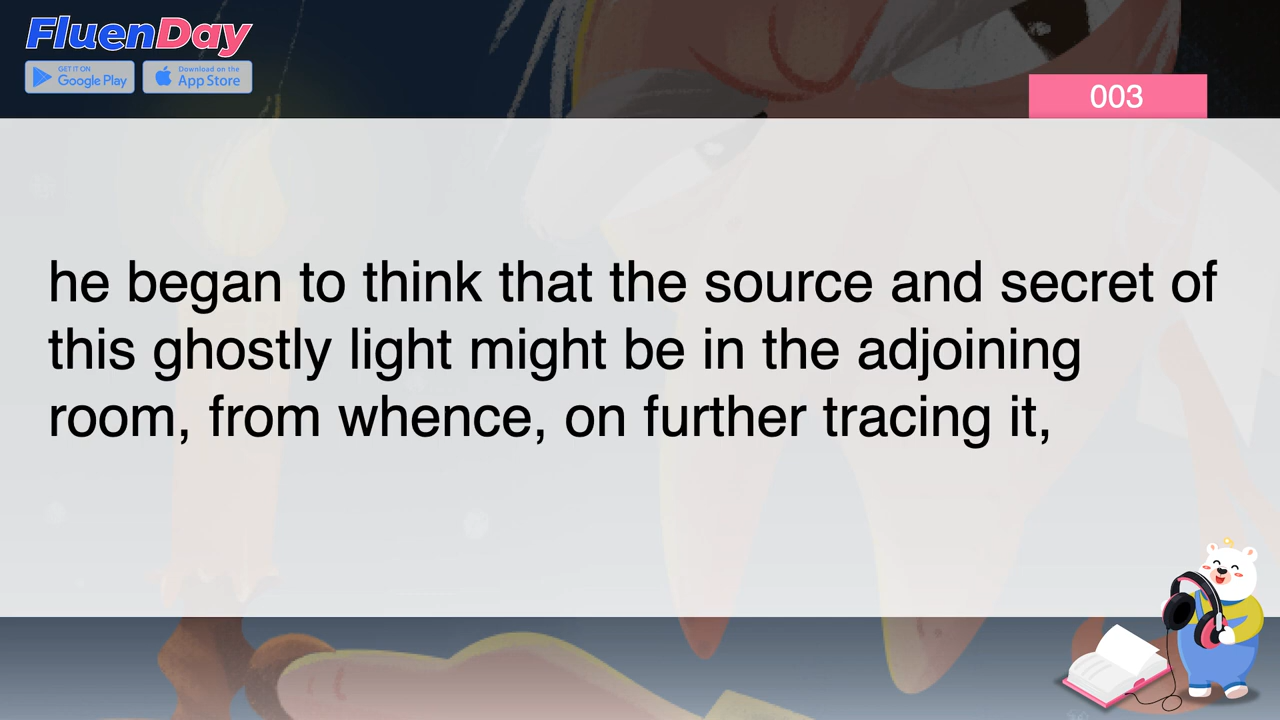 FluenDay
GET IT ON
Google Play
Download on the
App Store
003
he began to think that the source and secret of
this ghostly light might be in the adjoining
room, from whence, on further tracing it,